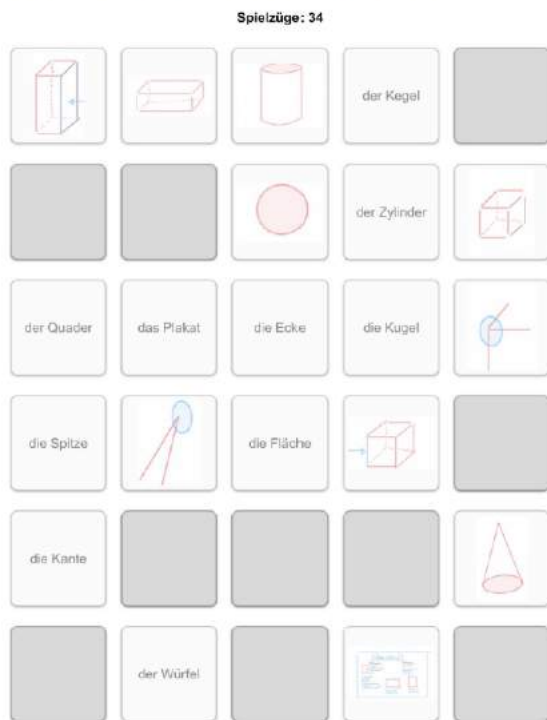 Spielzüge: 34
der Kegel
der Zylinder
der Quader
das Plakat
die Ecke
die Kugel
die Spitze
die Fläche
die Kante
der Würfel